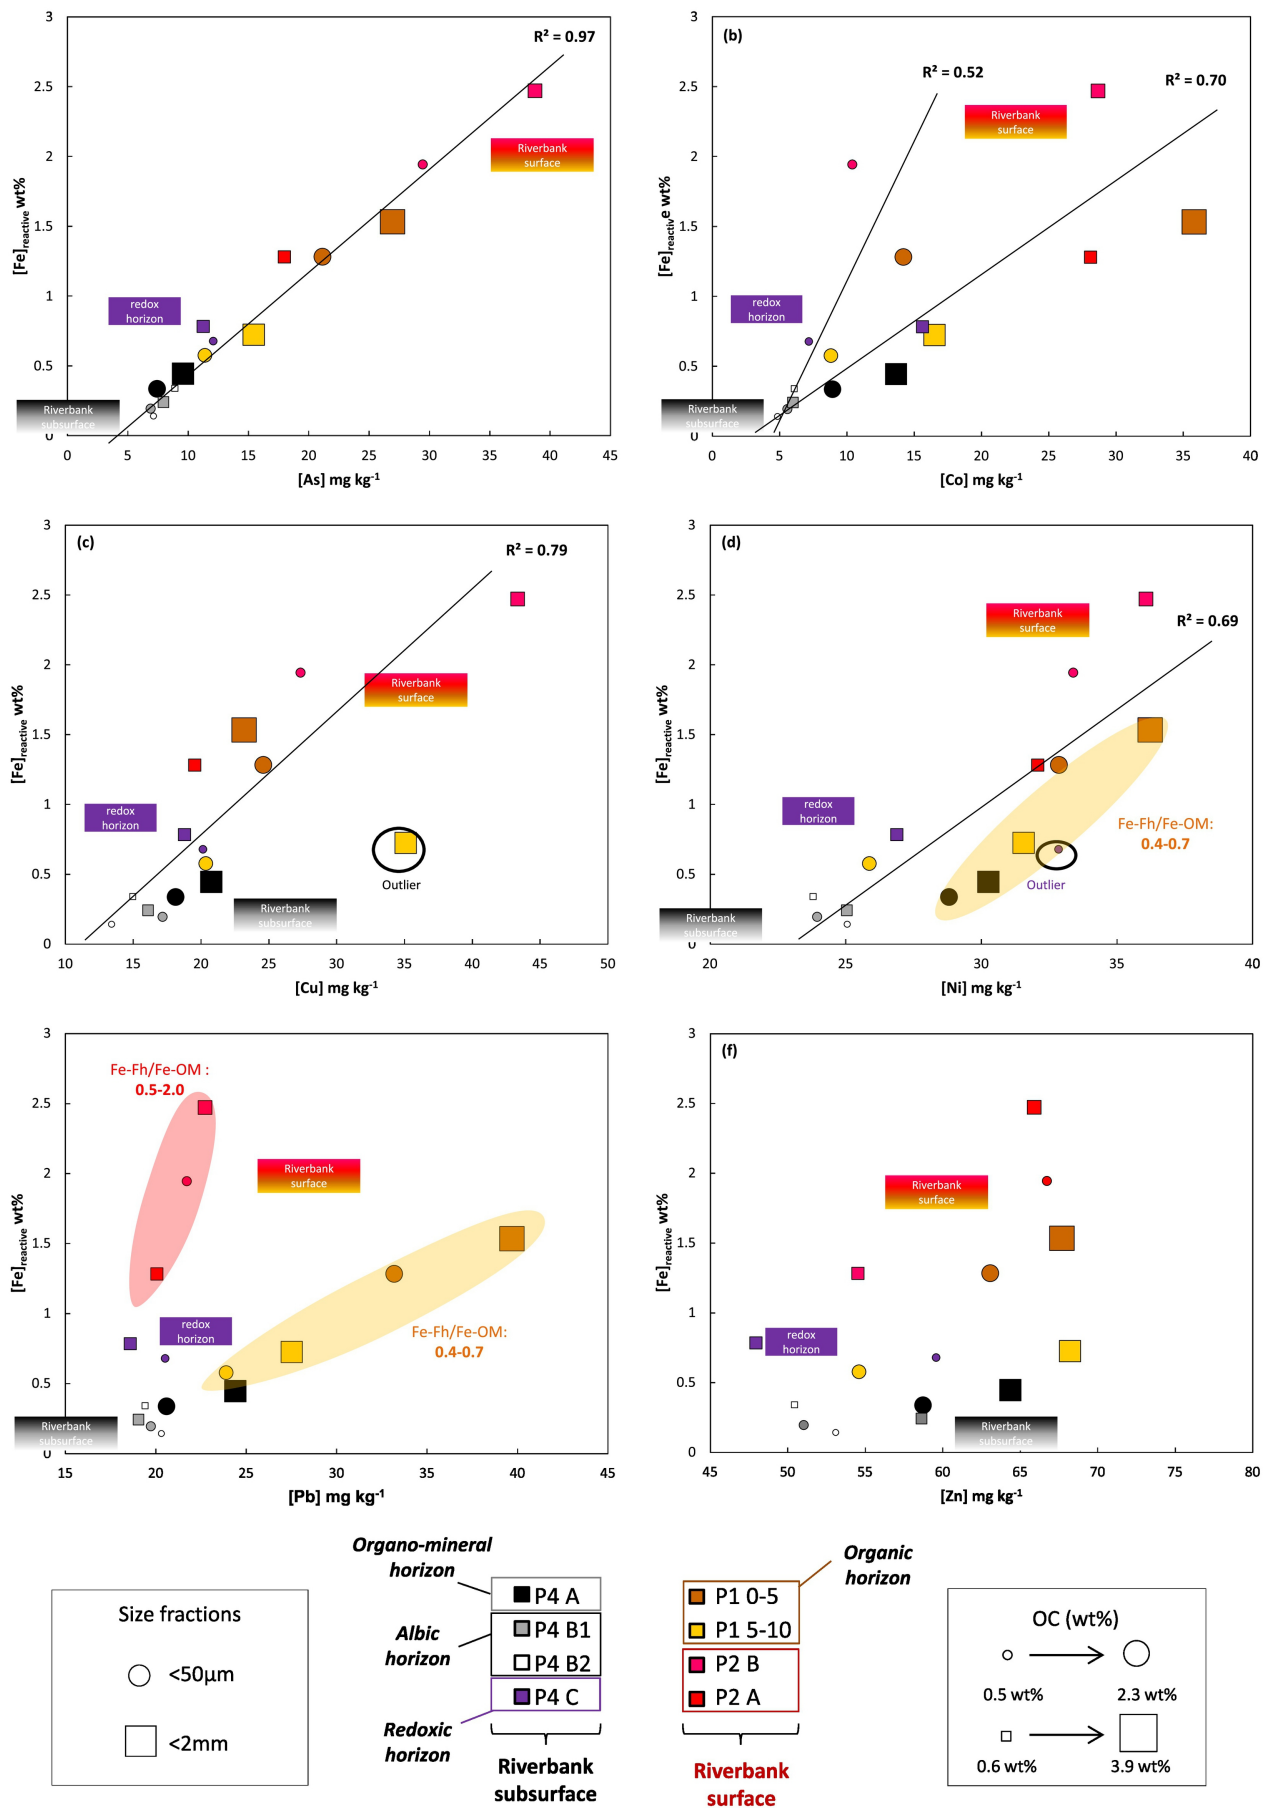 3
R² = 0.97
2.5
Riverbank
surface
2
[Fe]reactive wt%
1.5
1
redox
horizon
0.5
Riverbank
subsurface
0
0 5 10 15 20 25 30 35 40 45
[As] mg kg-1
3
(b)
R² = 0.52
R² = 0.70
2.5
Riverbank
surface
2
[Fe]reactive wt%
1.5
1
redox
horizon
0.5
Riverbank
subsurface
0
0 5 10 15 20 25 30 35 40
[Co] mg kg-1
3
(c)
R² = 0.79
2.5
2
Riverbank
surface
[Fe]reactive wt%
1.5
1
redox
horizon
0.5
Outlier
Riverbank
subsurface
0
10 15 20 25 30 35 40 45 50
[Cu] mg kg-1
3
(d)
2.5
Riverbank
surface
R² = 0.69
2
[Fe]reactive wt%
1.5
1
redox
horizon
Fe-Fh/Fe-OM:
0.4-0.7
0.5
Outlier
Riverbank
subsurface
0
20 25 30 35 40
[Ni] mg kg-1
3
Fe-Fh/Fe-OM :
0.5-2.0
2.5
2
Riverbank
surface
[Fe]reactive wt%
1.5
1
redox
horizon
Fe-Fh/Fe-OM:
0.4-0.7
0.5
Riverbank
subsurface
0
15 20 25 30 35 40 45
[Pb] mg kg-1
3
(f)
2.5
2
Riverbank
surface
[Fe]reactive wt%
1.5
1
redox
horizon
0.5
Riverbank
subsurface
0
45 50 55 60 65 70 75 80
[Zn] mg kg-1
Size fractions
<50µm
<2mm
Organo-mineral
horizon
Albic
horizon
Redoxic
horizon
P4 A
P4 B1
P4 B2
P4 C
Riverbank
subsurface
P1 0-5
P1 5-10
P2 B
P2 A
Riverbank
surface
Organic
horizon
OC (wt%)
0.5 wt% 2.3 wt%
0.6 wt% 3.9 wt%